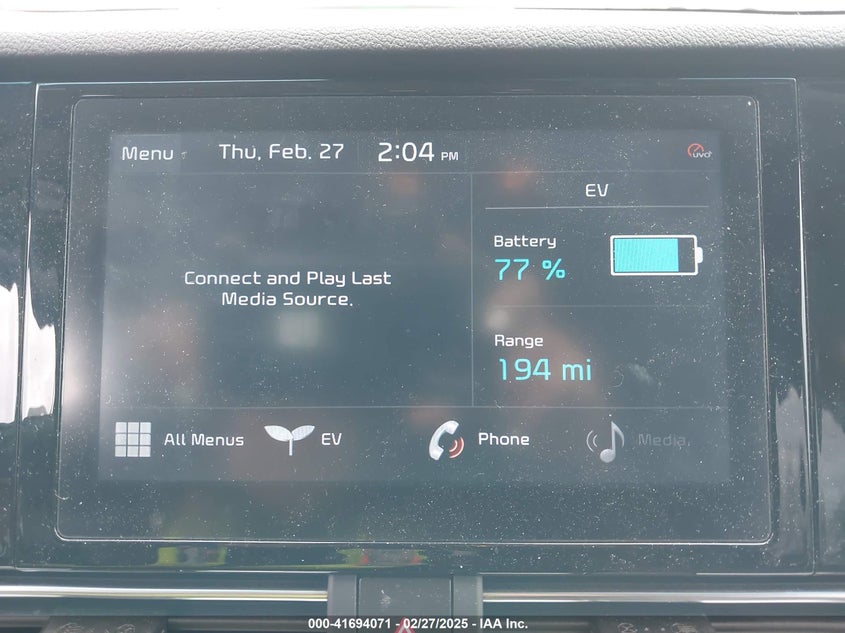 Menu
Thu, Feb. 27
2:04 PM
UVO
EV
Battery
77 %
Connect and Play Last
Media Source.
Range
194 mi
All Menus
EV
Phone
Media
000-41694071 - 02/27/2025 - IAA Inc.